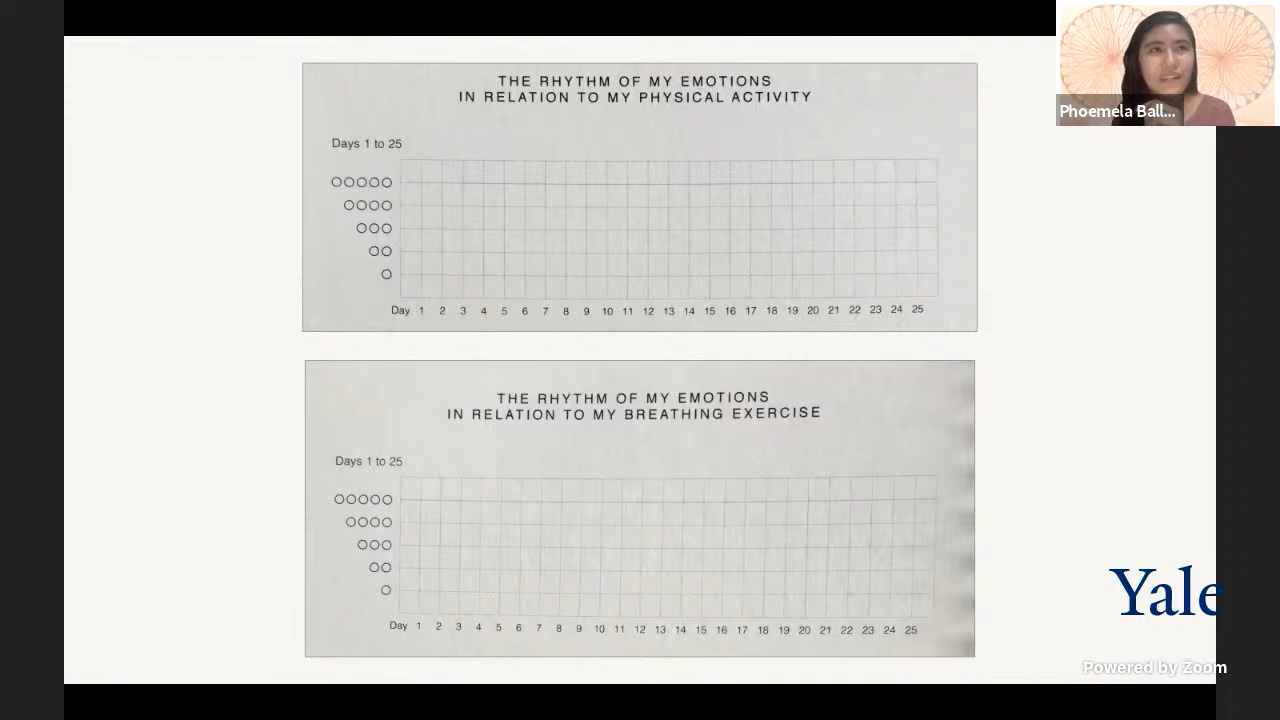 THE RHYTHM OF MY EMOTIONS
IN RELATION TO MY PHYSICAL ACTIVITY
Days 1 to 25
Day 1 2 3 4 5 6 7 8 9 10 11 12 13 14 15 16 17 18 19 20 21 22 23 24 25
THE RHYTHM OF MY EMOTIONS
IN RELATION TO MY BREATHING EXERCISE
Days 1 to 25
Day 1 2 3 4 5 6 7 8 9 10 11 12 13 14 15 16 17 18 19 20 21 22 23 24 25
Phoemela Ball...
Yale
Powered by Zoom